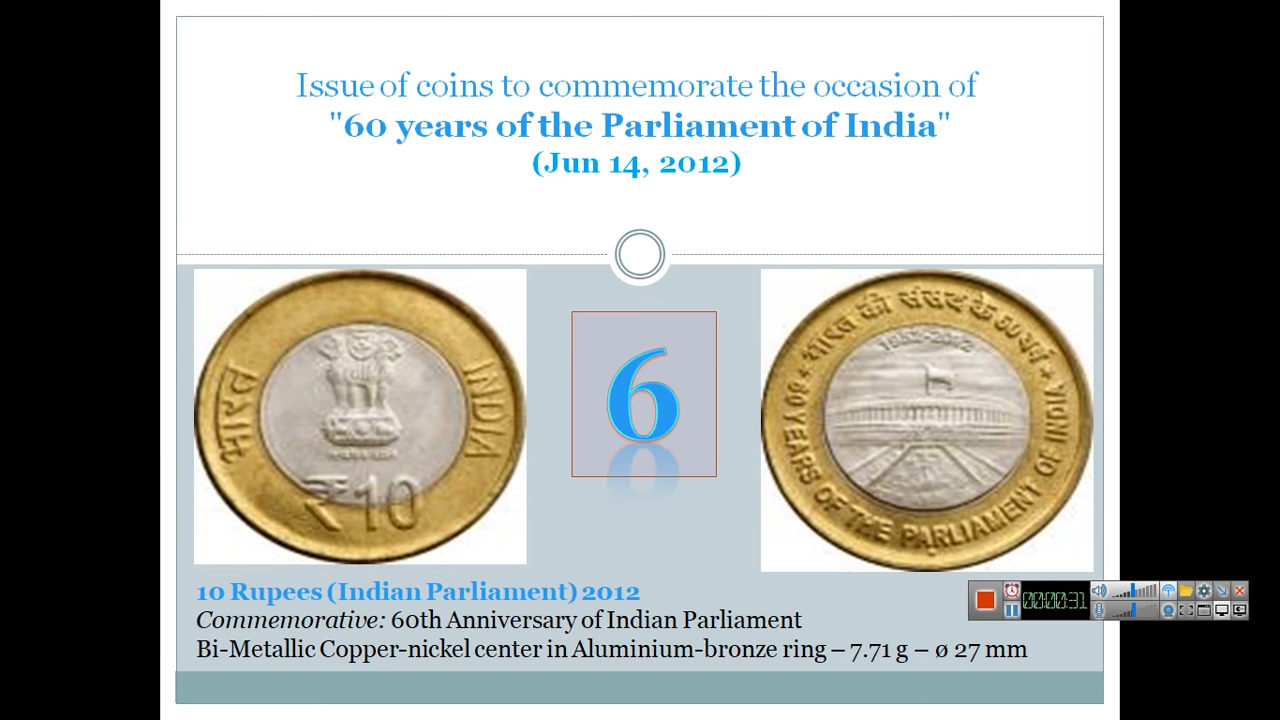 Issue of coins to commemorate the occasion of
"60 years of the Parliament of India"
(Jun 14, 2012)
भारत
INDIA
₹10
6
भारत की संसद के 60 वर्ष
1952-2012
60 YEARS OF THE PARLIAMENT OF INDIA
10 Rupees (Indian Parliament) 2012
Commemorative: 60th Anniversary of Indian Parliament
Bi-Metallic Copper-nickel center in Aluminium-bronze ring – 7.71 g – ø 27 mm
00:00:31